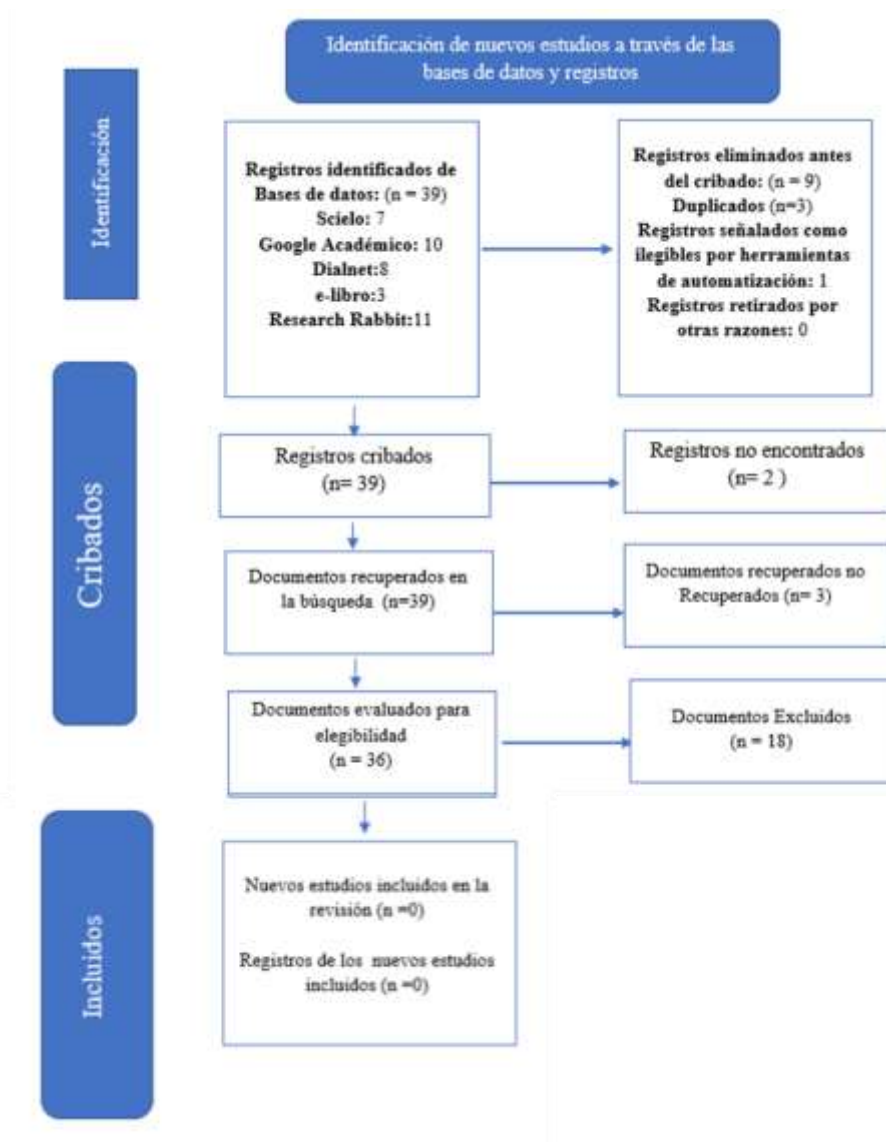 Identificación de nuevos estudios a través de las
bases de datos y registros
Identificación
Registros identificados de
Bases de datos: (n = 39)
Scielo: 7
Google Académico: 10
Dialnet:8
e-libro:3
Research Rabbit:11
Registros eliminados antes
del cribado: (n = 9)
Duplicados (n=3)
Registros señalados como
ilegibles por herramientas
de automatización: 1
Registros retirados por
otras razones: 0
Cribados
Registros cribados
(n= 39)
Registros no encontrados
(n= 2 )
Documentos recuperados en
la búsqueda (n=39)
Documentos recuperados no
Recuperados (n= 3)
Documentos evaluados para
elegibilidad
(n = 36)
Documentos Excluidos
(n = 18)
Incluidos
Nuevos estudios incluidos en la
revisión (n =0)
Registros de los nuevos estudios
incluidos (n =0)